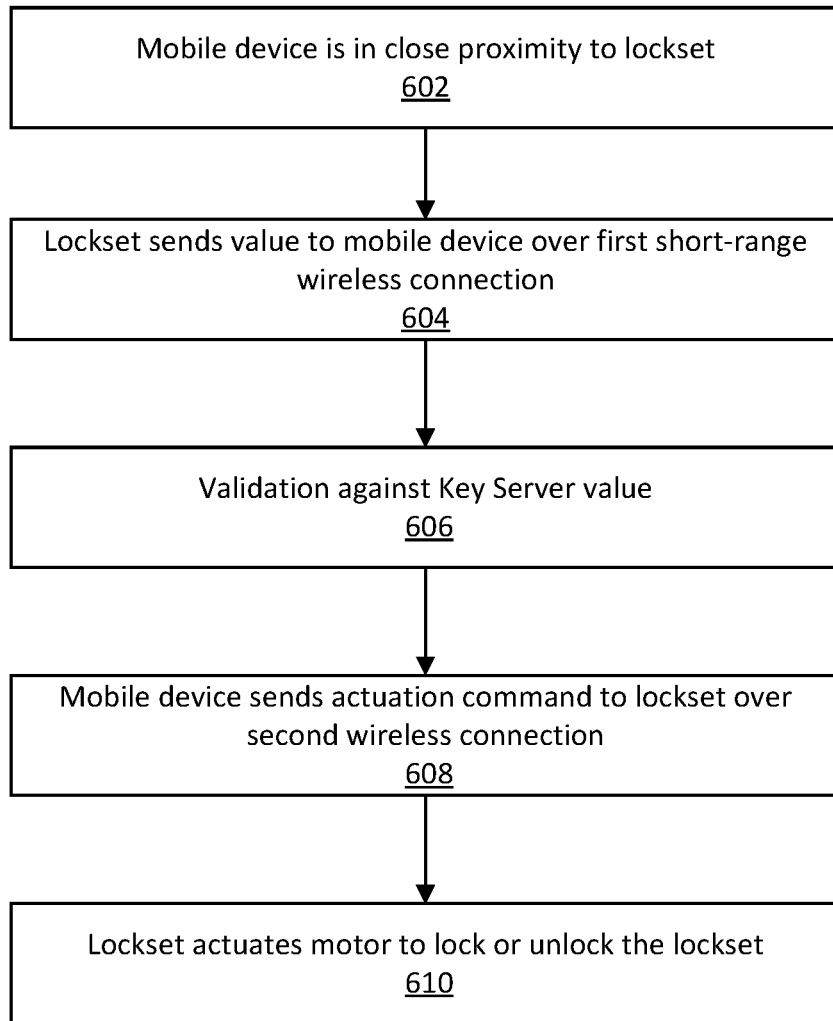 Mobile device is in close proximity to lockset
602
Lockset sends value to mobile device over first short-range
wireless connection
604
Validation against Key Server value
606
Mobile device sends actuation command to lockset over
second wireless connection
608
Lockset actuates motor to lock or unlock the lockset
610